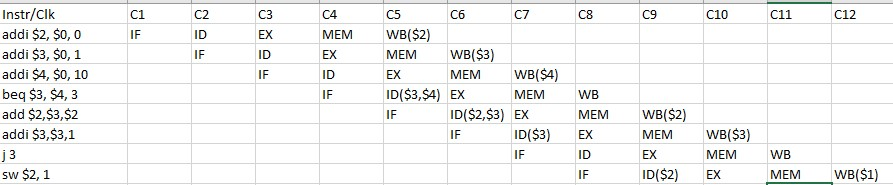 Instr/Clk C1 C2 C3 C4 C5 C6 C7 C8 C9 C10 C11 C12
addi $2, $0, 0 IF ID EX MEM WB($2)
addi $3, $0, 1 IF ID EX MEM WB($3)
addi $4, $0, 10 IF ID EX MEM WB($4)
beq $3, $4, 3 IF ID($3,$4) EX MEM WB
add $2,$3,$2 IF ID($2,$3) EX MEM WB($2)
addi $3,$3,1 IF ID($3) EX MEM WB($3)
j 3 IF ID EX MEM WB
sw $2, 1 IF ID($2) EX MEM WB($1)